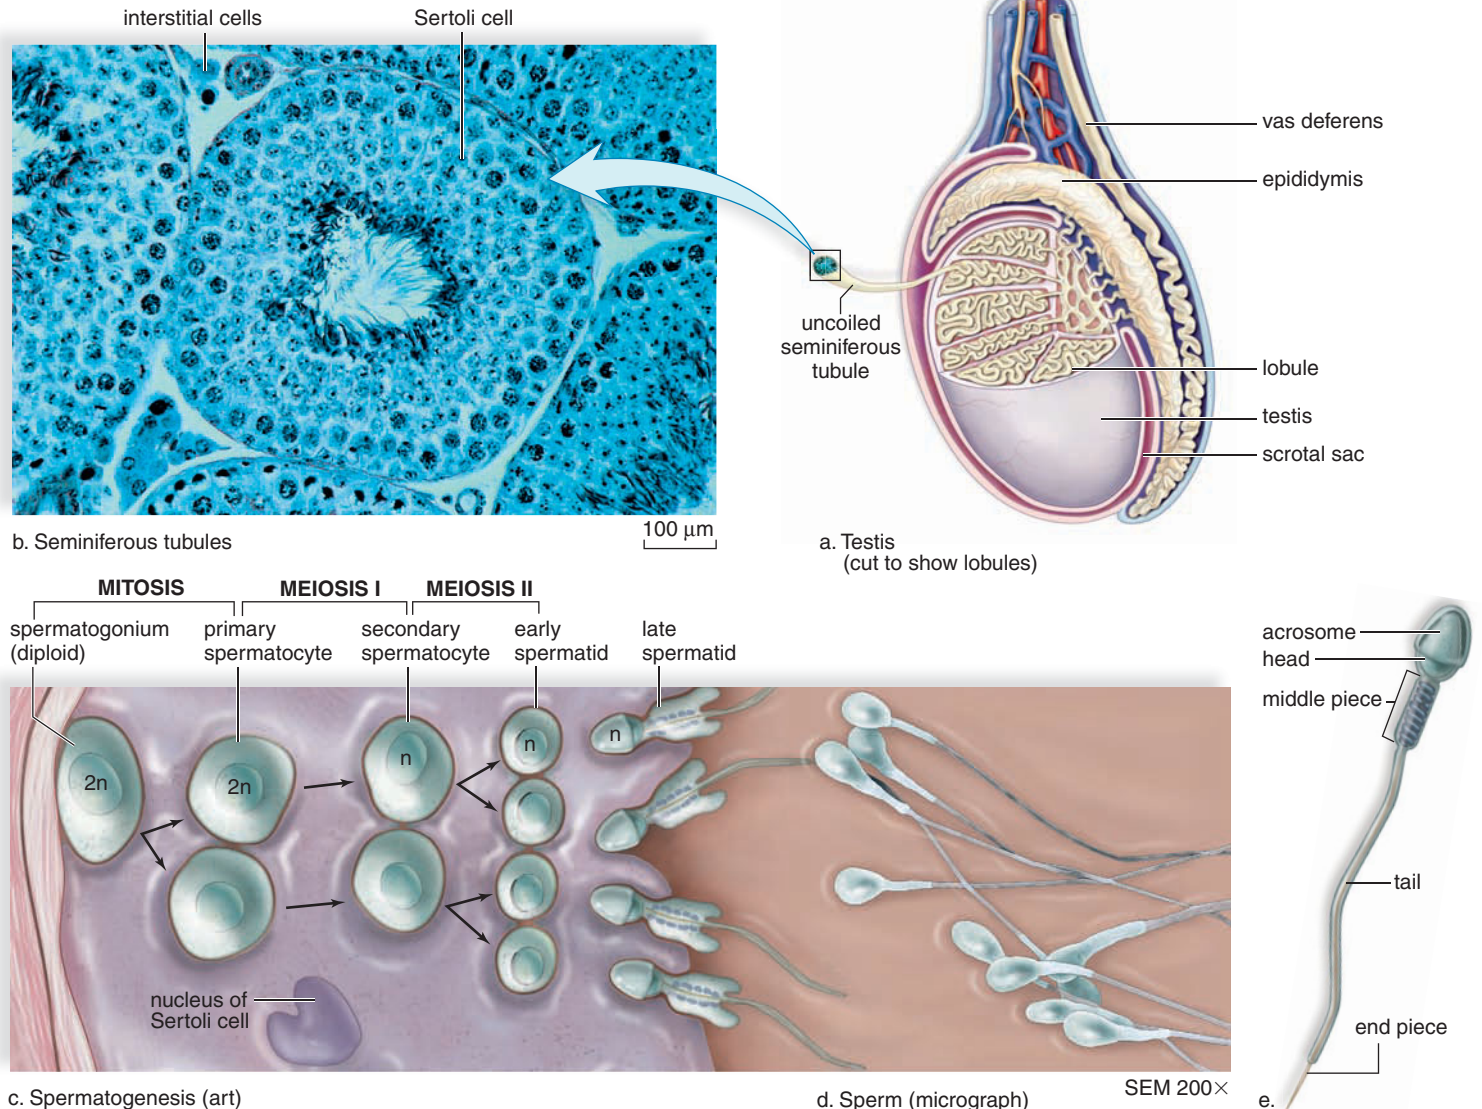 interstitial cells
Sertoli cell
vas deferens
epididymis
uncoiled
seminiferous
tubule
lobule
testis
scrotal sac
100 µm
b. Seminiferous tubules
a. Testis
(cut to show lobules)
MITOSIS
MEIOSIS I
MEIOSIS II
spermatogonium
(diploid)
primary
spermatocyte
secondary
spermatocyte
early
spermatid
late
spermatid
2n
2n
n
n
n
nucleus of
Sertoli cell
acrosome
head
middle piece
tail
end piece
SEM 200×
c. Spermatogenesis (art)
d. Sperm (micrograph)
e.